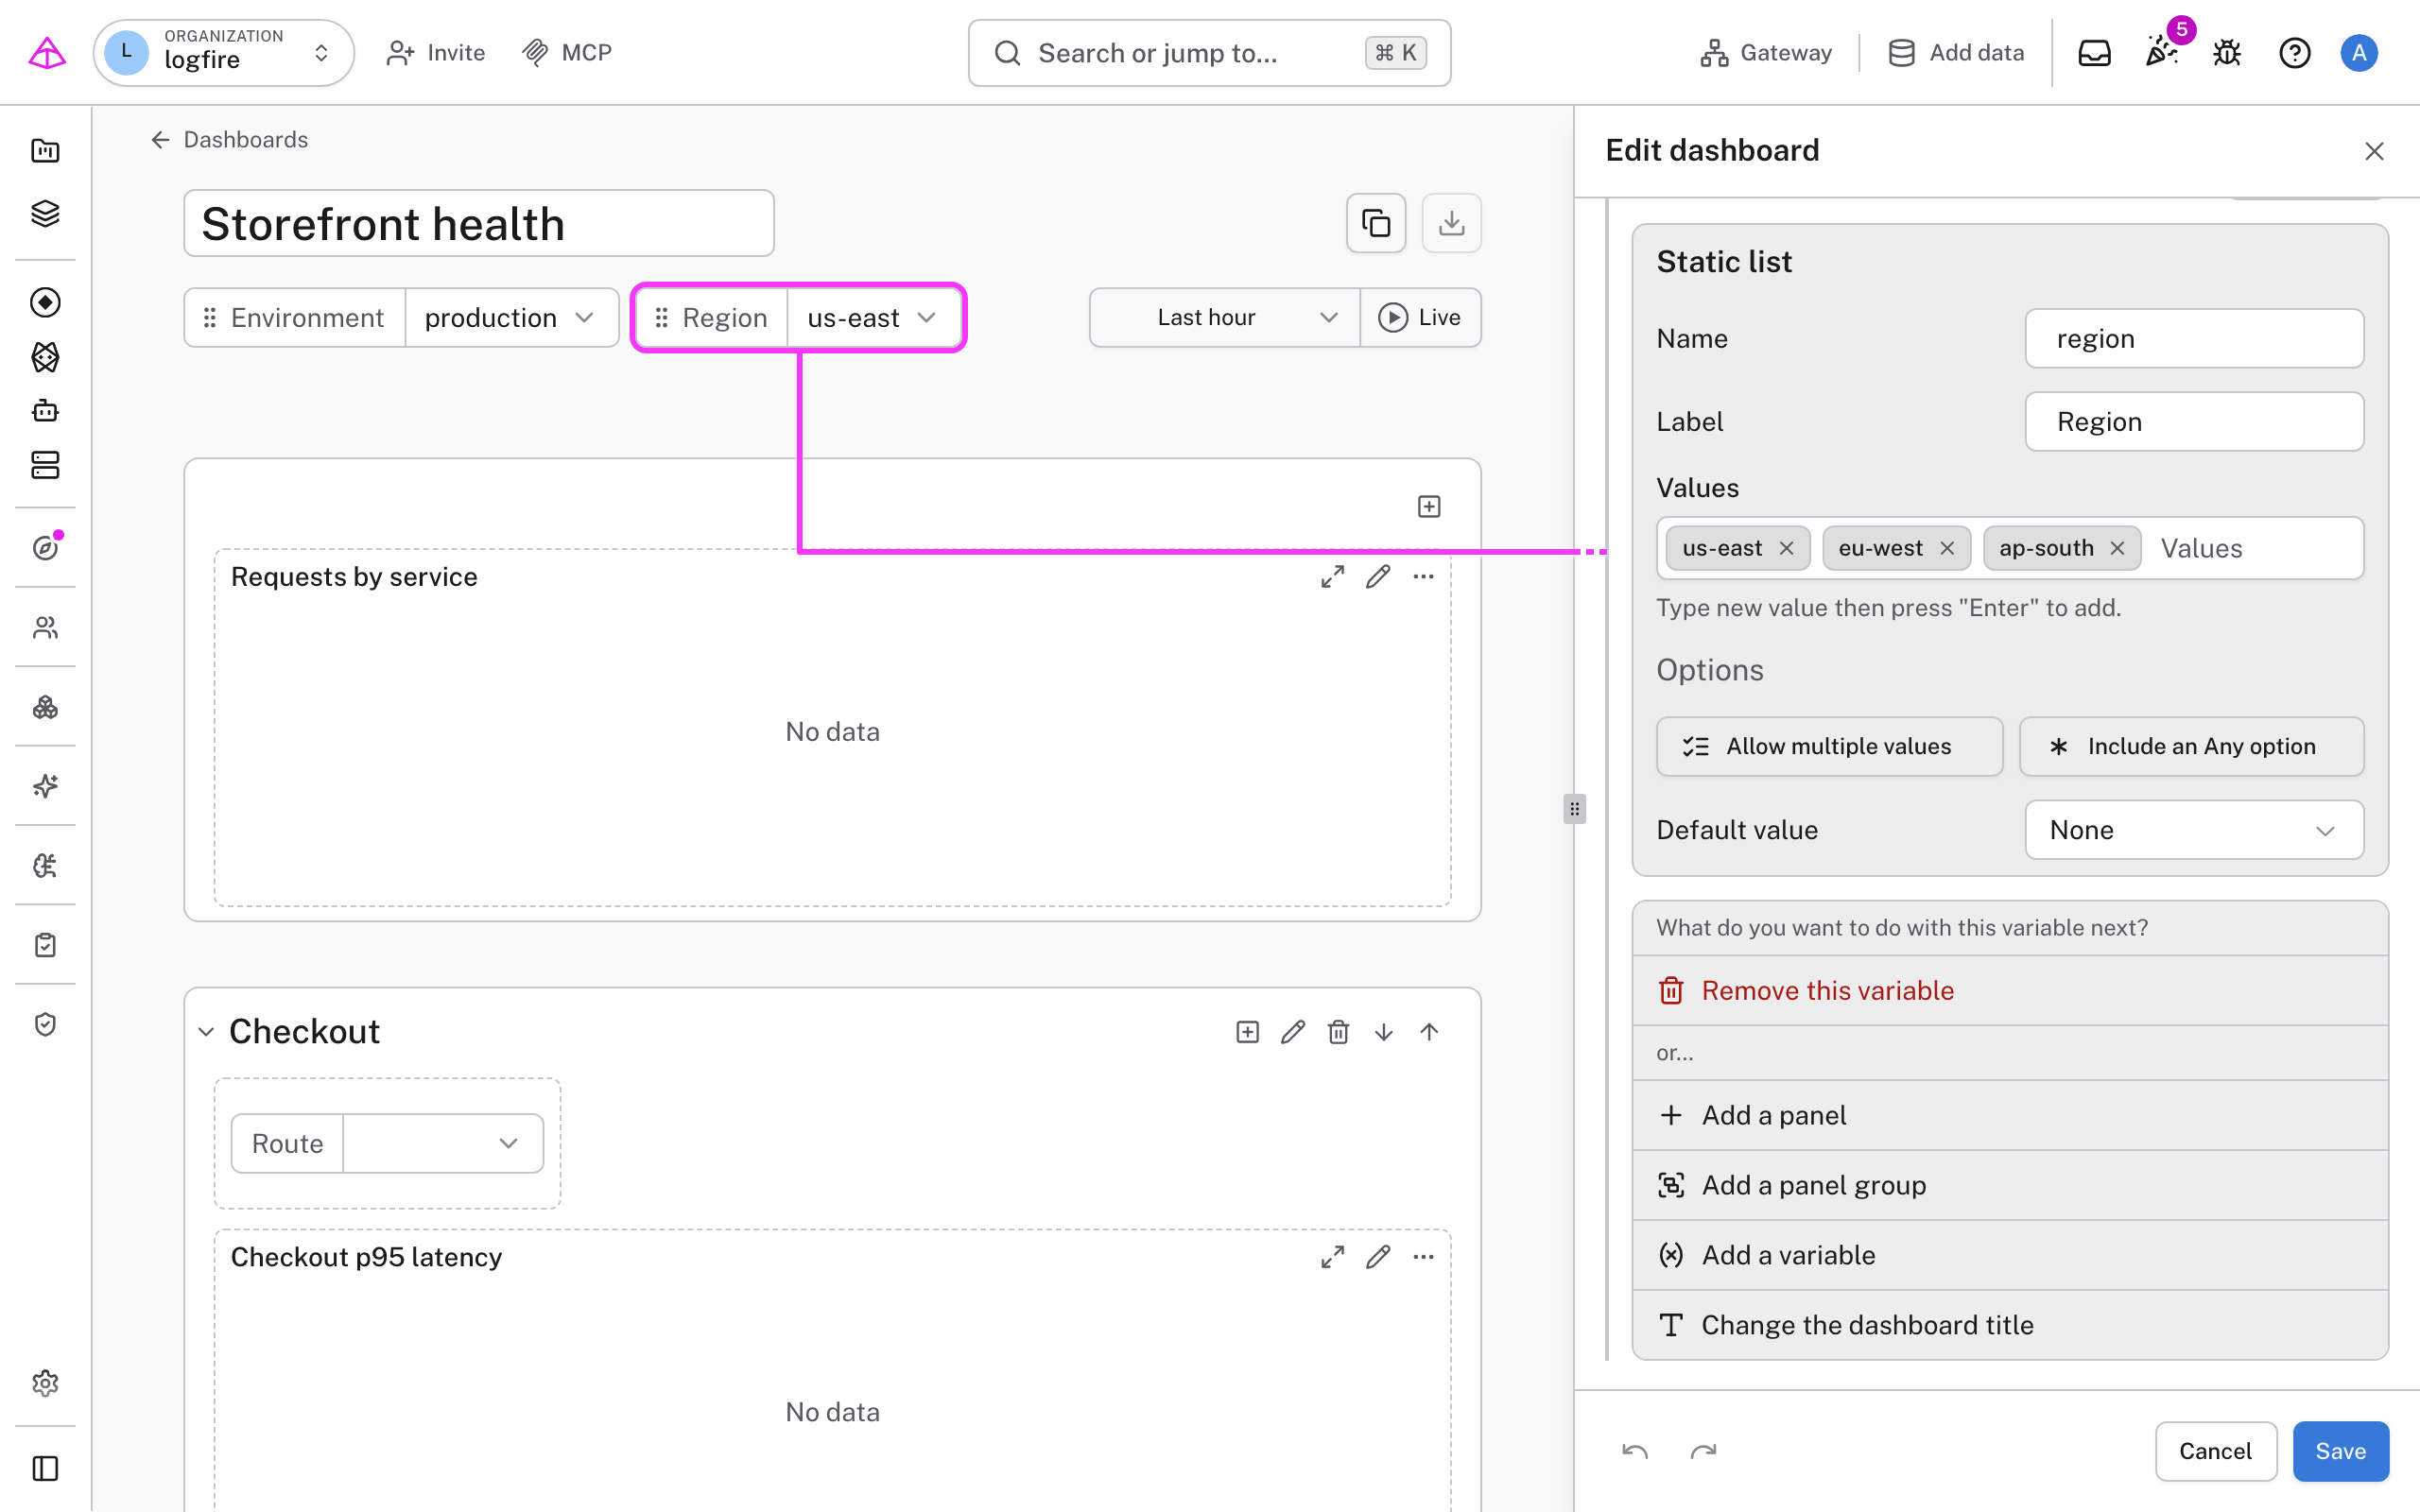 L
ORGANIZATION
logfire
Invite
MCP
Search or jump to...
⌘ K
Gateway
Add data
5
A
Dashboards
Storefront health
Environment
production
Region
us-east
Last hour
Live
Requests by service
No data
Checkout
Route
Checkout p95 latency
No data
Edit dashboard
Static list
Name
region
Label
Region
Values
us-east
eu-west
ap-south
Values
Type new value then press "Enter" to add.
Options
Allow multiple values
Include an Any option
Default value
None
What do you want to do with this variable next?
Remove this variable
or...
Add a panel
Add a panel group
Add a variable
Change the dashboard title
Cancel
Save